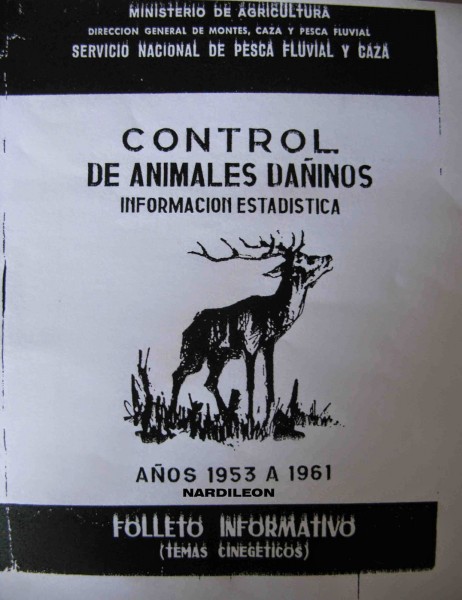 MINISTERIO DE AGRICULTURA
DIRECCION GENERAL DE MONTES, CAZA Y PESCA FLUVIAL
SERVICIO NACIONAL DE PESCA FLUVIAL Y CAZA
CONTROL
DE ANIMALES DAÑINOS
INFORMACION ESTADISTICA
AÑOS 1953 A 1961
NARDILEON
FOLLETO INFORMATIVO
(TEMAS CINEGETICOS)